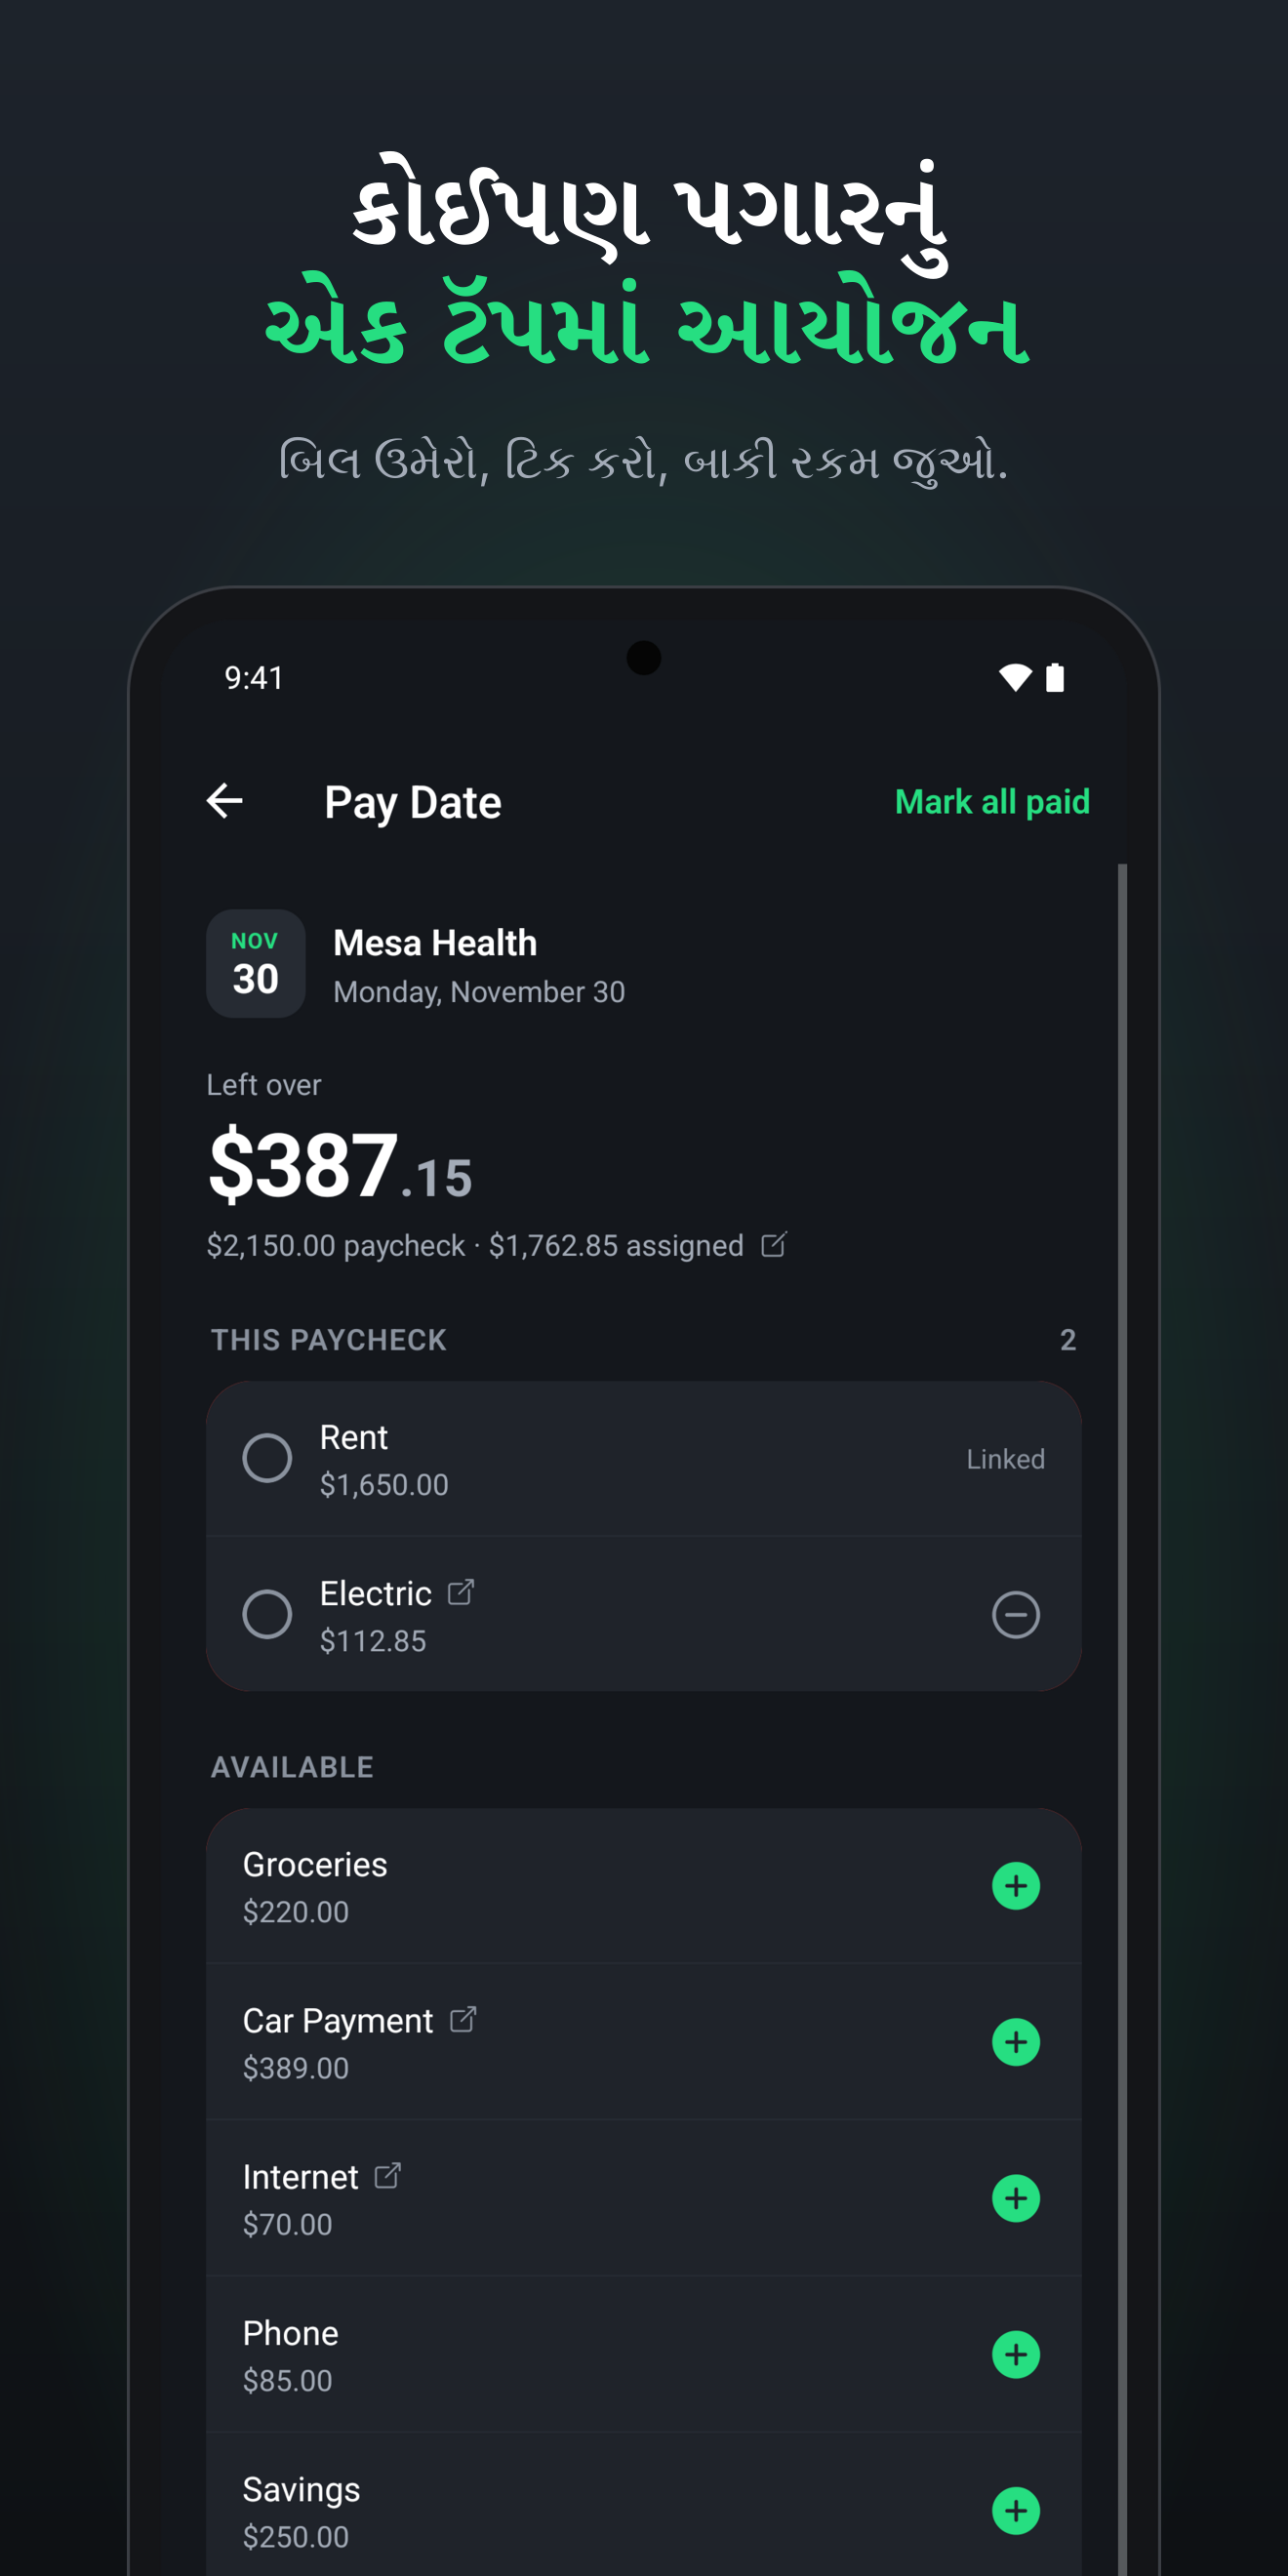 કોઈપણ પગારનું
એક ટૅપમાં આયોજન
બિલ ઉમેરો, ટિક કરો, બાકી રકમ જુઓ.
9:41
Pay Date
Mark all paid
NOV
30
Mesa Health
Monday, November 30
Left over
$387.15
$2,150.00 paycheck · $1,762.85 assigned
THIS PAYCHECK
2
Rent
$1,650.00
Linked
Electric
$112.85
AVAILABLE
Groceries
$220.00
Car Payment
$389.00
Internet
$70.00
Phone
$85.00
Savings
$250.00